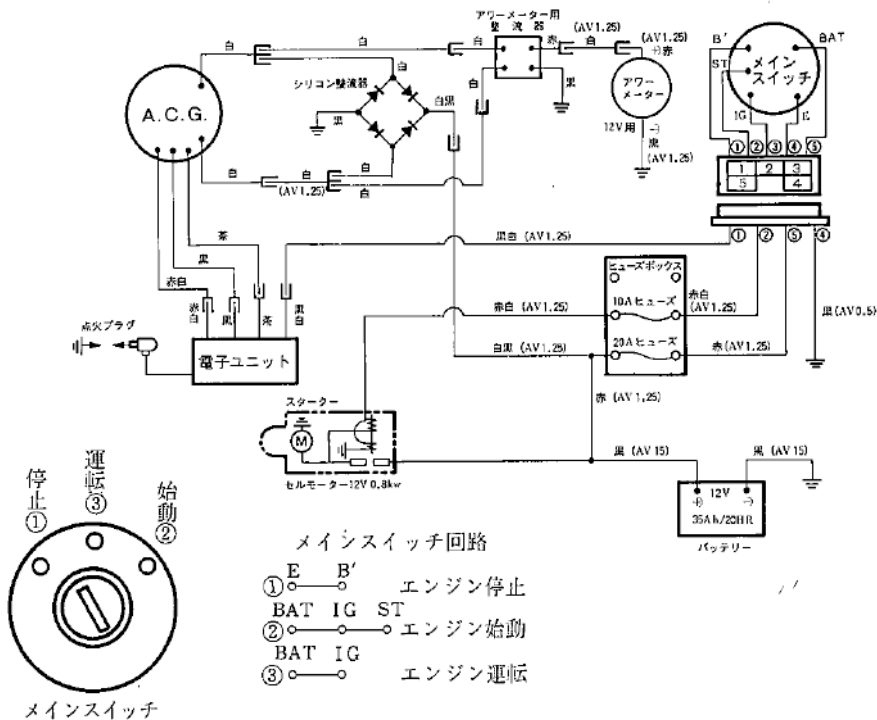 アワーメーター用
整流器
白
白
白
赤
(AV1.25)
白
(AV1.25)
⊕赤
アワー
メーター
12V用
⊖
黒
(AV1.25)
白
シリコン整流器
白
黒
白黒
黒
A.C.G.
白
白
白
(AV1.25)
白
B'
BAT
ST
メイン
スイッチ
IG
E
① ② ③ ④ ⑤
1 2 3
5 4
① ② ⑤ ④
茶
黒
赤白
黒白 (AV1.25)
赤白
黒
茶
黒白
点火プラグ
電子ユニット
ヒューズボックス
赤白 (AV1.25)
10Aヒューズ
赤白
(AV1.25)
白黒 (AV1.25)
20Aヒューズ
赤(AV1.25)
黒(AV0.5)
赤 (AV1.25)
スターター
M
セルモーター12V 0.8kw
黒 (AV15)
黒 (AV15)
12V
⊕ ⊖
35Ah/20HR
バッテリー
停止①
運転③
始動②
メインスイッチ
メインスイッチ回路
E B'
① エンジン停止
BAT IG ST
② エンジン始動
BAT IG
③ エンジン運転